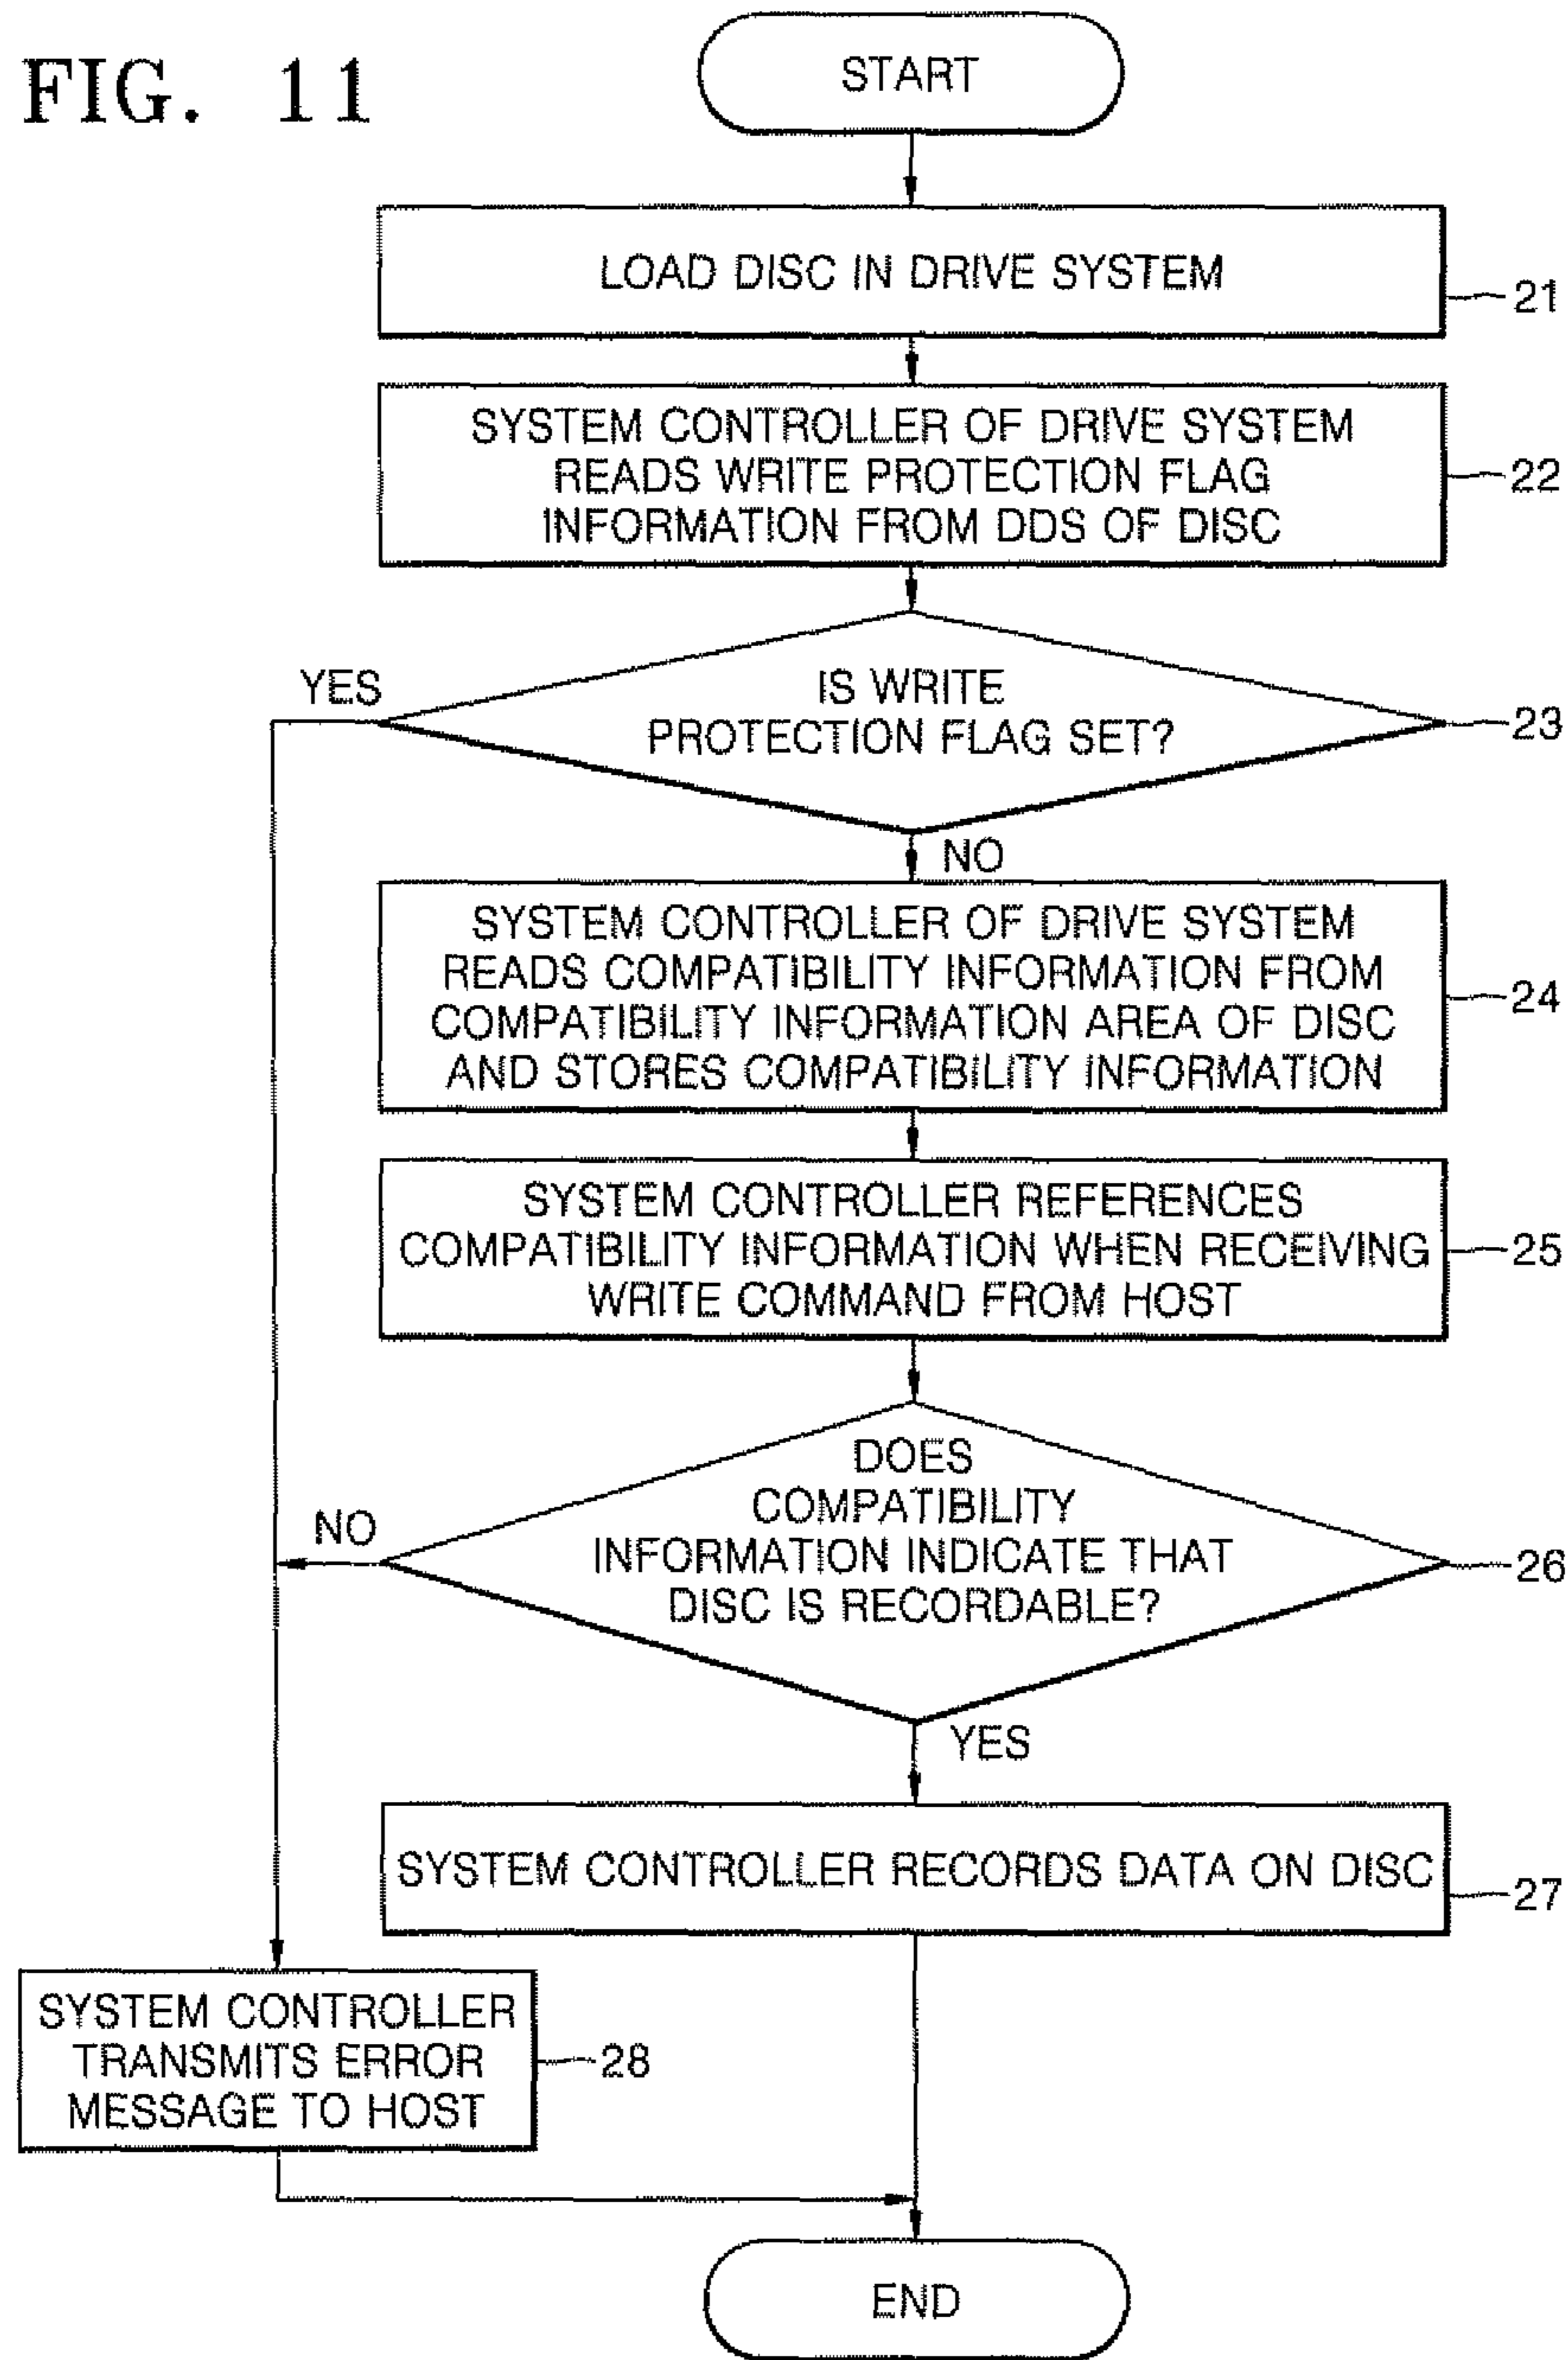 FIG. 11
START
LOAD DISC IN DRIVE SYSTEM
21
SYSTEM CONTROLLER OF DRIVE SYSTEM
READS WRITE PROTECTION FLAG
INFORMATION FROM DDS OF DISC
22
YES
IS WRITE
PROTECTION FLAG SET?
23
NO
SYSTEM CONTROLLER OF DRIVE SYSTEM
READS COMPATIBILITY INFORMATION FROM
COMPATIBILITY INFORMATION AREA OF DISC
AND STORES COMPATIBILITY INFORMATION
24
SYSTEM CONTROLLER REFERENCES
COMPATIBILITY INFORMATION WHEN RECEIVING
WRITE COMMAND FROM HOST
25
NO
DOES
COMPATIBILITY
INFORMATION INDICATE THAT
DISC IS RECORDABLE?
26
YES
SYSTEM CONTROLLER RECORDS DATA ON DISC
27
SYSTEM CONTROLLER
TRANSMITS ERROR
MESSAGE TO HOST
28
END